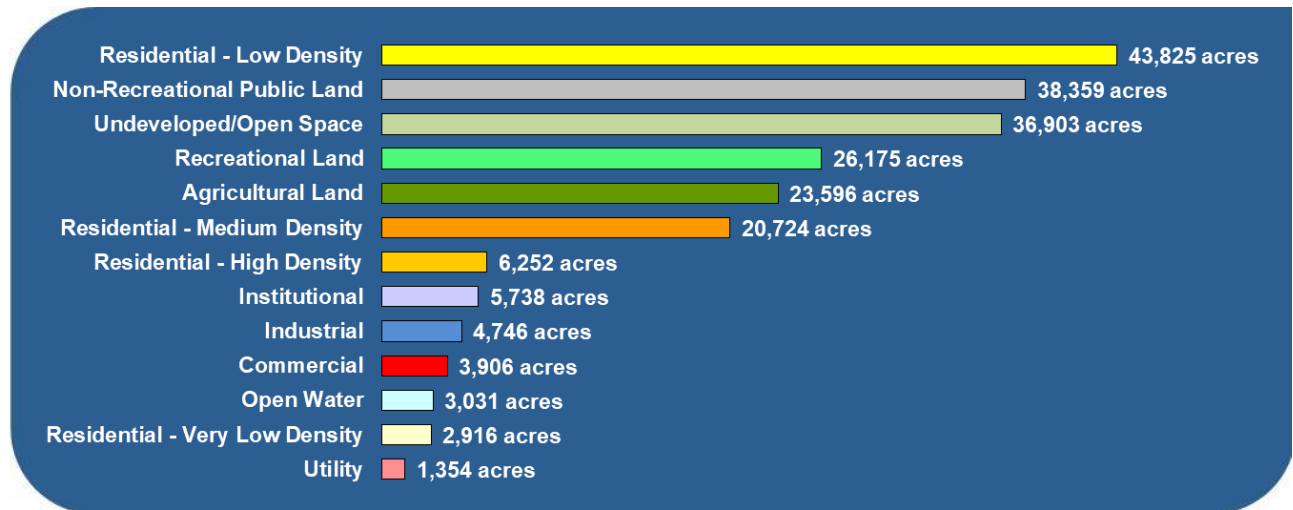 Residential - Low Density 43,825 acres
Non-Recreational Public Land 38,359 acres
Undeveloped/Open Space 36,903 acres
Recreational Land 26,175 acres
Agricultural Land 23,596 acres
Residential - Medium Density 20,724 acres
Residential - High Density 6,252 acres
Institutional 5,738 acres
Industrial 4,746 acres
Commercial 3,906 acres
Open Water 3,031 acres
Residential - Very Low Density 2,916 acres
Utility 1,354 acres